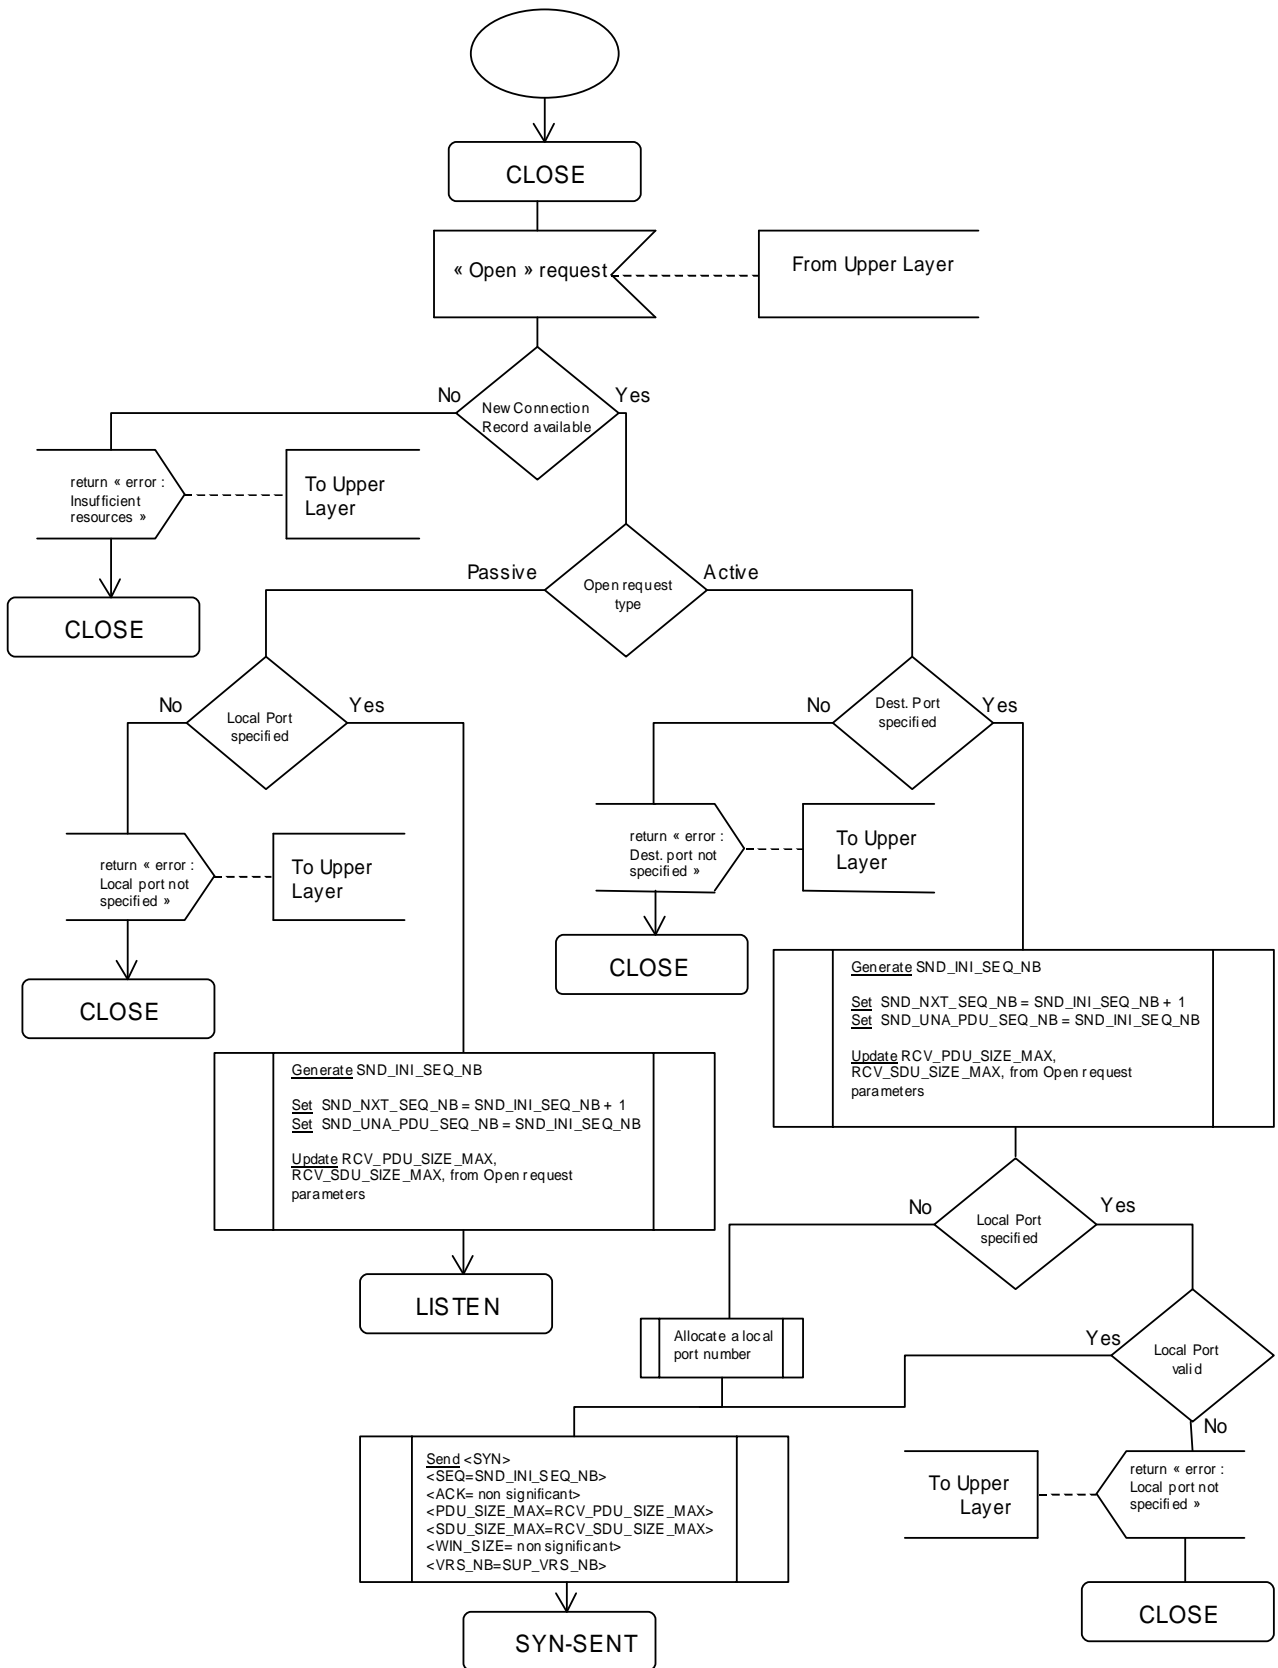 CLOSE
« Open » request
From Upper Layer
No
Yes
New Connection
Record available
return « error :
Insufficient
resources »
To Upper
Layer
CLOSE
Passive
Active
Open request
type
No
Yes
Local Port
specified
No
Yes
Dest. Port
specified
return « error :
Local port not
specified »
To Upper
Layer
return « error :
Dest. port not
specified »
To Upper
Layer
CLOSE
CLOSE
Generate SND_INI_SEQ_NB
Set SND_NXT_SEQ_NB = SND_INI_SEQ_NB + 1
Set SND_UNA_PDU_SEQ_NB = SND_INI_SEQ_NB
Update RCV_PDU_SIZE_MAX,
RCV_SDU_SIZE_MAX, from Open request
parameters
Generate SND_INI_SEQ_NB
Set SND_NXT_SEQ_NB = SND_INI_SEQ_NB + 1
Set SND_UNA_PDU_SEQ_NB = SND_INI_SEQ_NB
Update RCV_PDU_SIZE_MAX,
RCV_SDU_SIZE_MAX, from Open request
parameters
LISTEN
No
Yes
Local Port
specified
Allocate a local
port number
Yes
Local Port
valid
No
Send <SYN>
<SEQ=SND_INI_SEQ_NB>
<ACK= non significant>
<PDU_SIZE_MAX=RCV_PDU_SIZE_MAX>
<SDU_SIZE_MAX=RCV_SDU_SIZE_MAX>
<WIN_SIZE= non significant>
<VRS_NB=SUP_VRS_NB>
To Upper
Layer
return « error :
Local port not
specified »
SYN-SENT
CLOSE